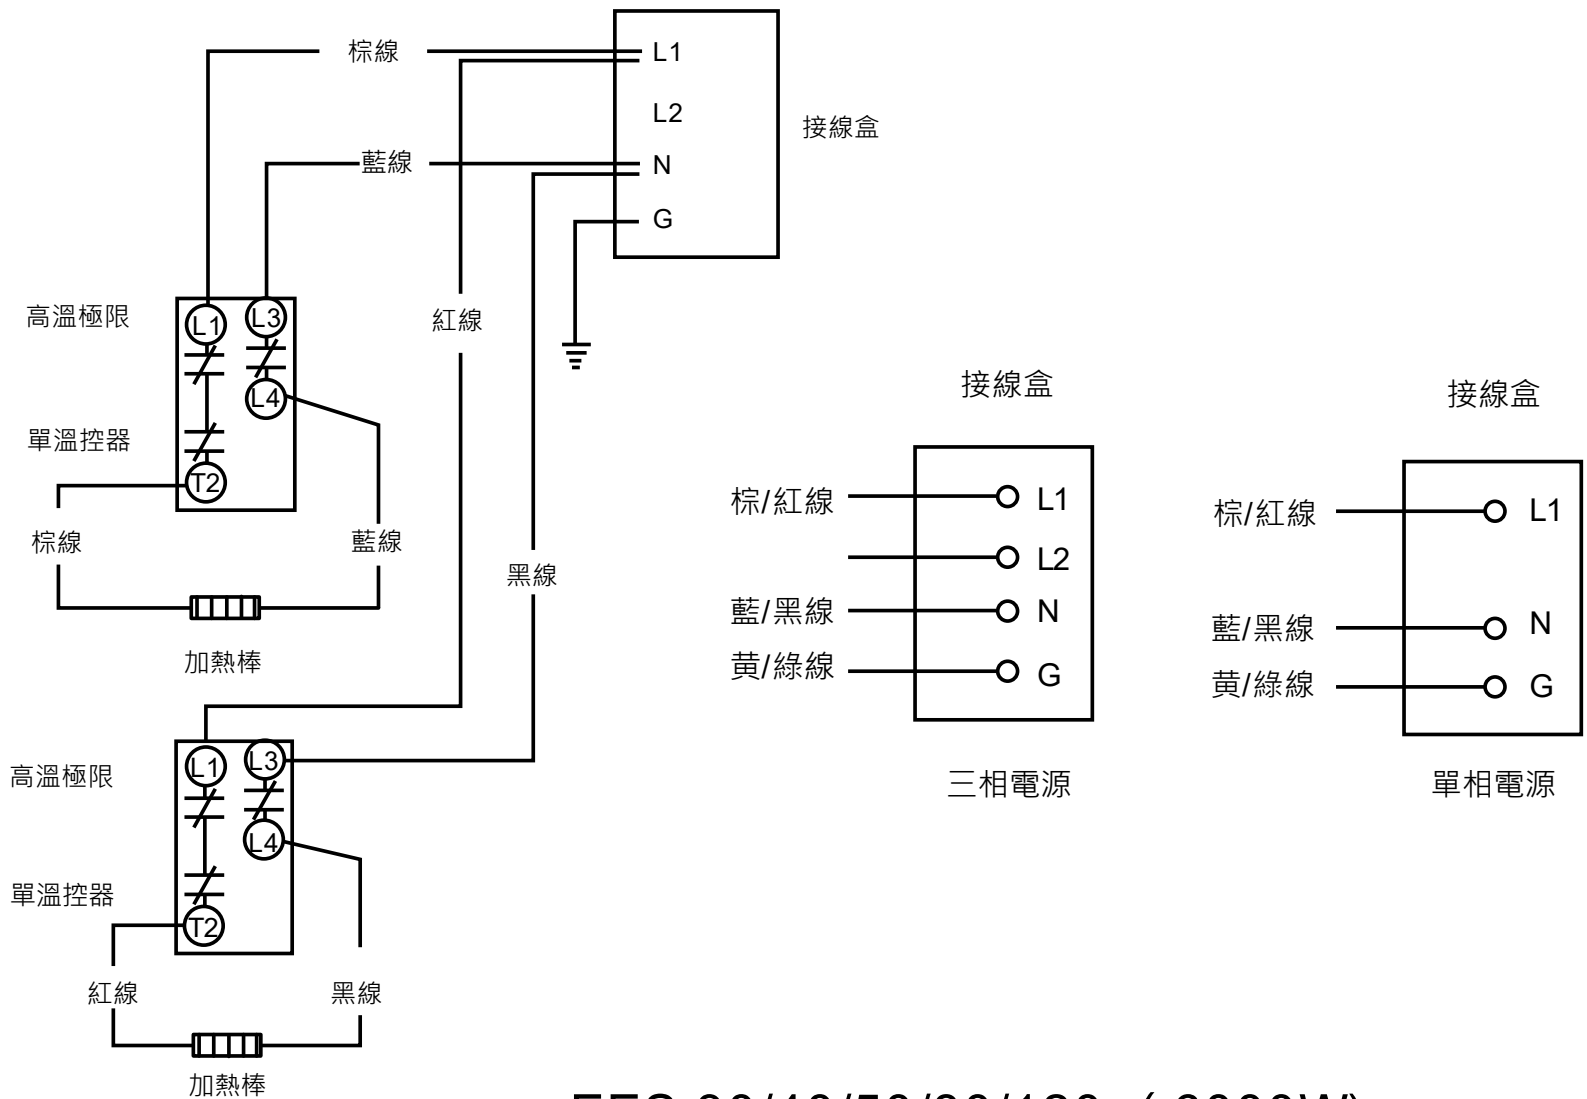 棕線
L1
L2
接線盒
藍線
N
G
高溫極限
L1
L3
紅線
L4
單溫控器
T2
棕線
藍線
黑線
加熱棒
高溫極限
L1
L3
L4
單溫控器
T2
紅線
黑線
加熱棒
接線盒
棕/紅線
L1
L2
藍/黑線
N
黄/綠線
G
三相電源
接線盒
棕/紅線
L1
藍/黑線
N
黄/綠線
G
單相電源